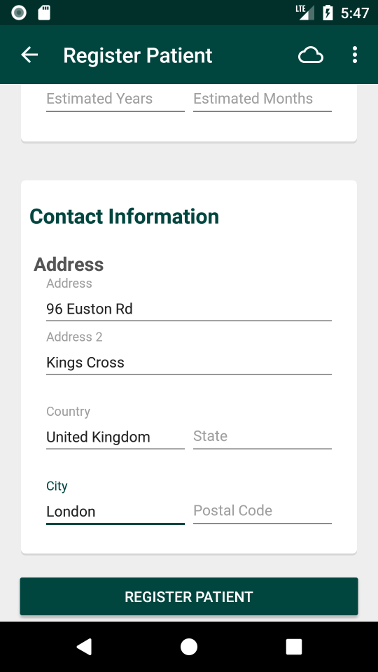 LTE 5:47
Register Patient
Estimated Years Estimated Months
Contact Information
Address
Address
96 Euston Rd
Address 2
Kings Cross
Country
United Kingdom State
City
London Postal Code
REGISTER PATIENT